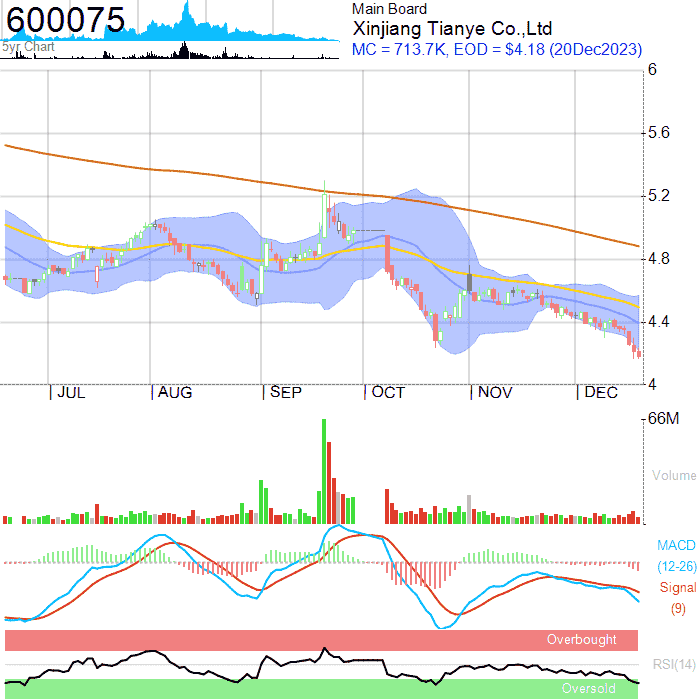 600075
5yr Chart
Main Board
Xinjiang Tianye Co.,Ltd
MC = 713.7K, EOD = $4.18 (20Dec2023)
6
5.6
5.2
4.8
4.4
4
JUL
AUG
SEP
OCT
NOV
DEC
66M
Volume
MACD
(12-26)
Signal
(9)
Overbought
RSI(14)
Oversold